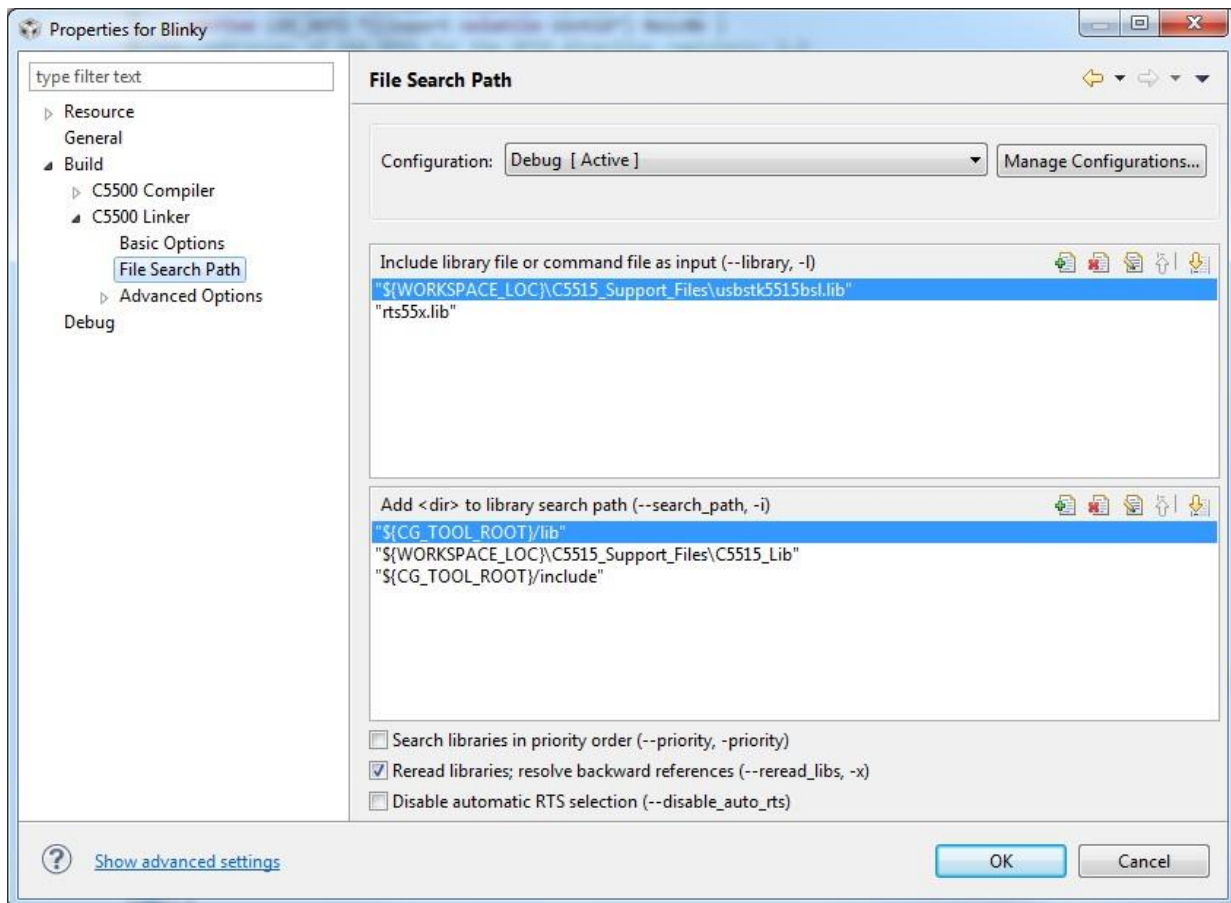 Properties for Blinky
type filter text
Resource
General
Build
C5500 Compiler
C5500 Linker
Basic Options
File Search Path
Advanced Options
Debug
File Search Path
Configuration:
Debug [ Active ]
Manage Configurations...
Include library file or command file as input (--library, -l)
"${WORKSPACE_LOC}\C5515_Support_Files\usbstk5515bsl.lib"
"rts55x.lib"
Add <dir> to library search path (--search_path, -i)
"${CG_TOOL_ROOT}/lib"
"${WORKSPACE_LOC}\C5515_Support_Files\C5515_Lib"
"${CG_TOOL_ROOT}/include"
Search libraries in priority order (--priority, -priority)
Reread libraries; resolve backward references (--reread_libs, -x)
Disable automatic RTS selection (--disable_auto_rts)
Show advanced settings
OK
Cancel